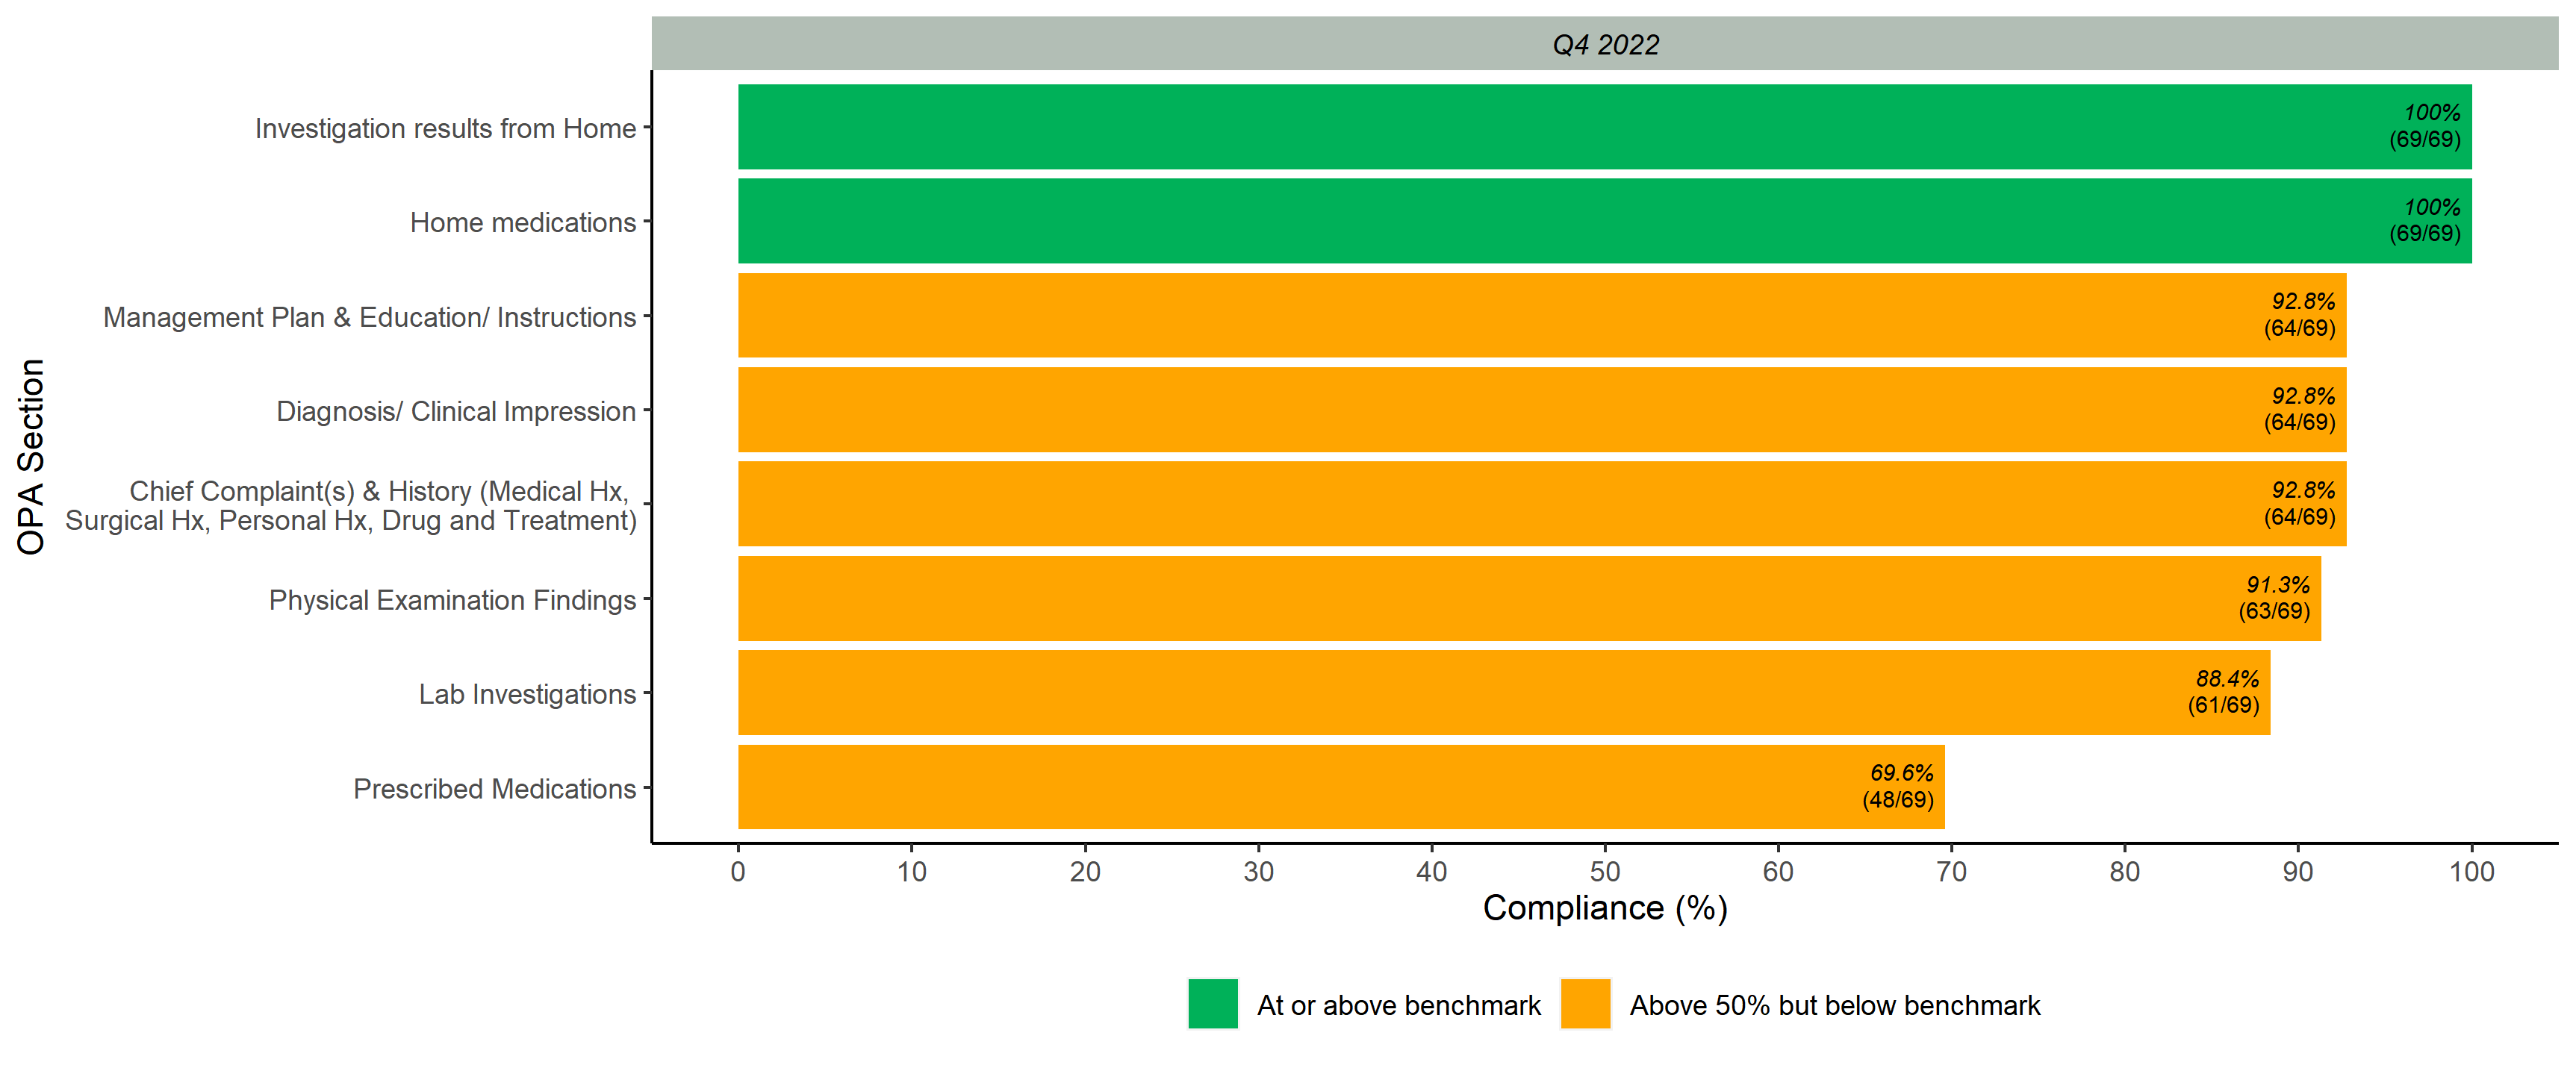 Q4 2022
OPA Section
Investigation results from Home
100%
(69/69)
Home medications
100%
(69/69)
Management Plan & Education/ Instructions
92.8%
(64/69)
Diagnosis/ Clinical Impression
92.8%
(64/69)
Chief Complaint(s) & History (Medical Hx,
Surgical Hx, Personal Hx, Drug and Treatment)
92.8%
(64/69)
Physical Examination Findings
91.3%
(63/69)
Lab Investigations
88.4%
(61/69)
Prescribed Medications
69.6%
(48/69)
0 10 20 30 40 50 60 70 80 90 100
Compliance (%)
At or above benchmark Above 50% but below benchmark